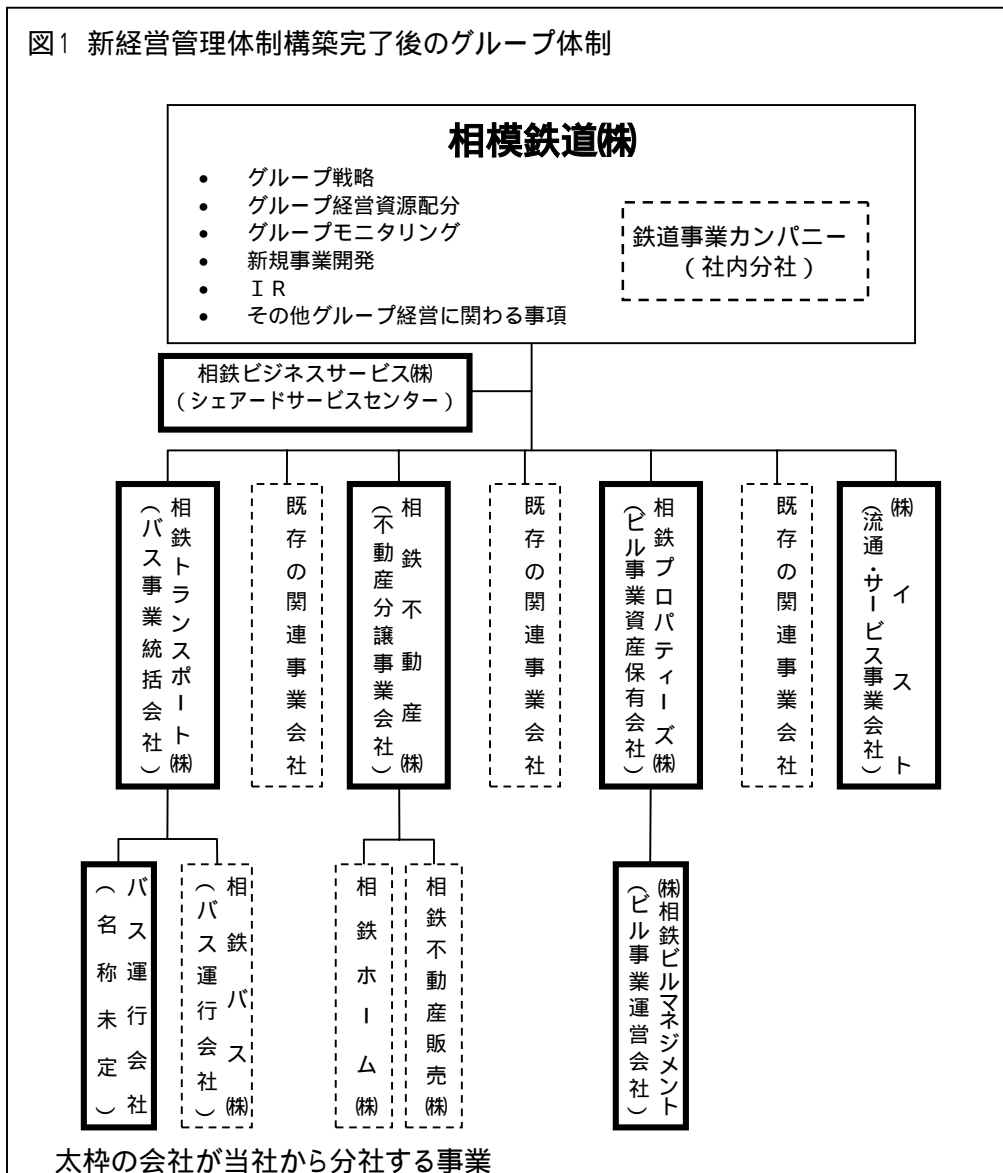 図1 新経営管理体制構築完了後のグループ体制
相模鉄道㈱
• グループ戦略
• グループ経営資源配分
• グループモニタリング
• 新規事業開発
• ＩＲ
• その他グループ経営に関わる事項
鉄道事業カンパニー
（社内分社）
相鉄ビジネスサービス㈱
（シェアードサービスセンター）
相鉄トランスポート㈱
（バス事業統括会社）
既存の関連事業会社
相鉄不動産㈱
（不動産分譲事業会社）
既存の関連事業会社
相鉄プロパティーズ㈱
（ビル事業資産保有会社）
既存の関連事業会社
㈱イスト
（流通・サービス事業会社）
バス運行会社
（名称未定）
相鉄バス㈱
（バス運行会社）
相鉄ホーム㈱
相鉄不動産販売㈱
㈱相鉄ビルマネジメント
（ビル事業運営会社）
太枠の会社が当社から分社する事業